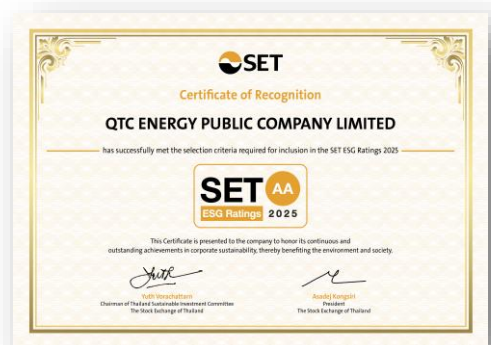 SET
Certificate of Recognition
QTC ENERGY PUBLIC COMPANY LIMITED
has successfully met the selection criteria required for inclusion in the SET ESG Ratings 2025
SET AA
ESG Ratings 2025
This Certificate is presented to the company to honor its continuous and
outstanding achievements in corporate sustainability, thereby benefiting the environment and society.
Yuth Vorachattarn Asadej Kongsiri
Chairman of Thailand Sustainable Investment Committee President
The Stock Exchange of Thailand The Stock Exchange of Thailand